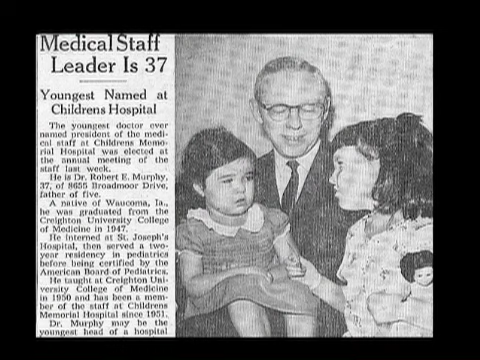 Medical Staff
Leader Is 37
Youngest Named at
Childrens Hospital
The youngest doctor ever
named president of the medi-
cal staff at Childrens Memo-
rial Hospital was elected at
the annual meeting of the
staff last week.
He is Dr. Robert E. Murphy,
37, of 8655 Broadmoor Drive,
father of five.
A native of Waucoma, Ia.,
he was graduated from the
Creighton University College
of Medicine in 1947.
He interned at St. Joseph's
Hospital, then served a two-
year residency in pediatrics
before being certified by the
American Board of Pediatrics.
He taught at Creighton Uni-
versity College of Medicine
in 1950 and has been a mem-
ber of the staff at Childrens
Memorial Hospital since 1951.
Dr. Murphy may be the
youngest head of a hospital